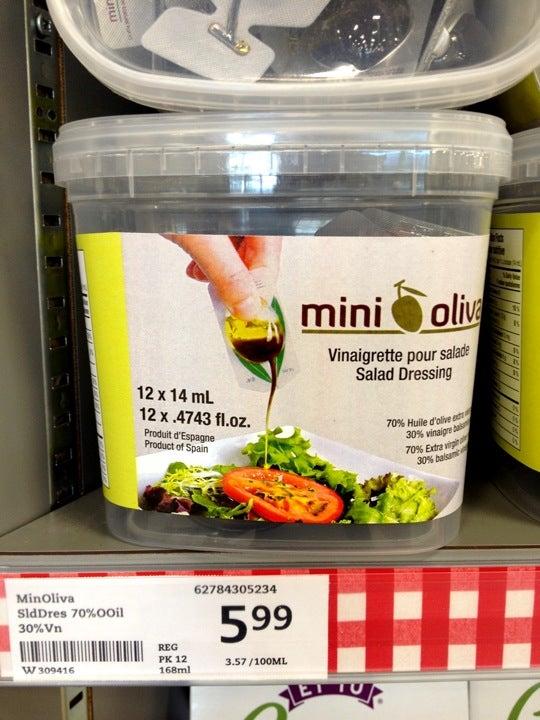 mini oliva
Vinaigrette pour salade
Salad Dressing
12 x 14 mL
12 x .4743 fl.oz.
Produit d'Espagne
Product of Spain
70% Huile d'olive extra
30% vinaigre
70% Extra virgin
30% balsamic
MinOliva
SldDres 70%OOil
30%Vn
W 309416
62784305234
5.99
REG
PK 12
168ml
3.57 /100ML
ET TU